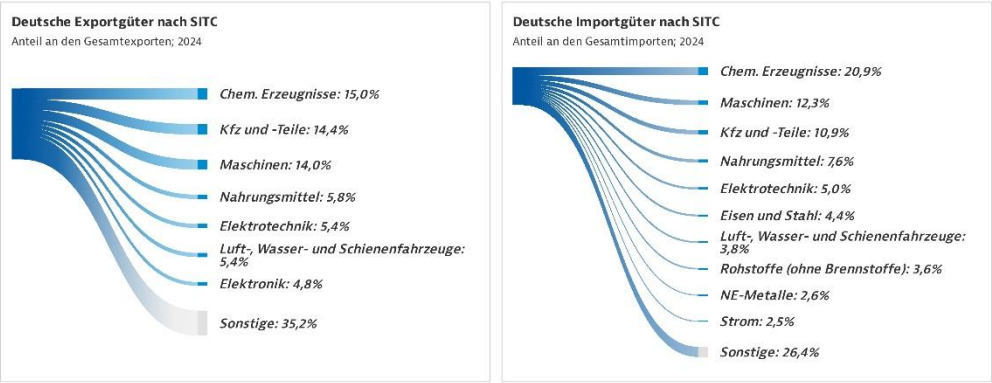 Deutsche Exportgüter nach SITC
Anteil an den Gesamtexporten; 2024
Chem. Erzeugnisse: 15,0%
Kfz und -Teile: 14,4%
Maschinen: 14,0%
Nahrungsmittel: 5,8%
Elektrotechnik: 5,4%
Luft-, Wasser- und Schienenfahrzeuge:
5,4%
Elektronik: 4,8%
Sonstige: 35,2%
Deutsche Importgüter nach SITC
Anteil an den Gesamtimporten; 2024
Chem. Erzeugnisse: 20,9%
Maschinen: 12,3%
Kfz und -Teile: 10,9%
Nahrungsmittel: 7,6%
Elektrotechnik: 5,0%
Eisen und Stahl: 4,4%
Luft-, Wasser- und Schienenfahrzeuge:
3,8%
Rohstoffe (ohne Brennstoffe): 3,6%
NE-Metalle: 2,6%
Strom: 2,5%
Sonstige: 26,4%